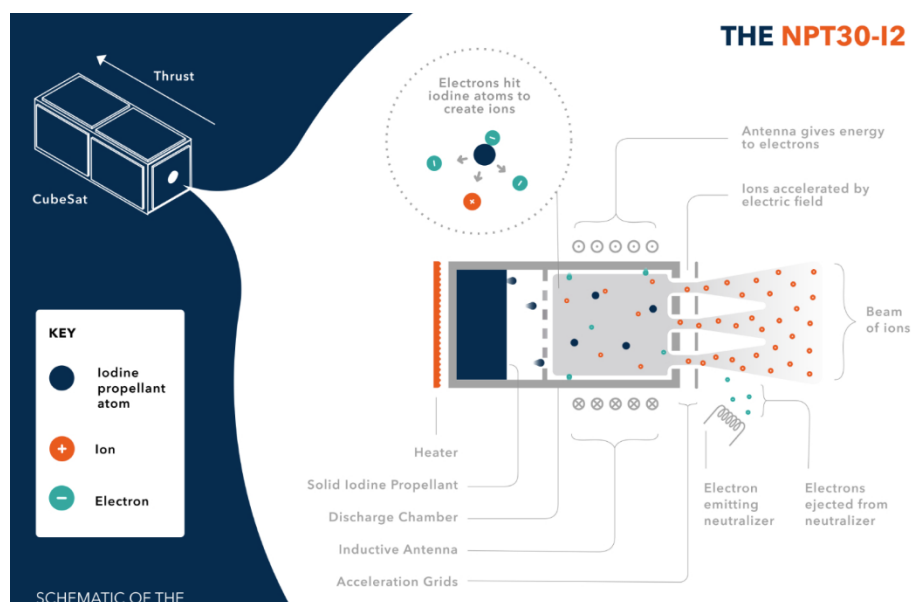 THE NPT30-I2
Thrust
CubeSat
Electrons hit
iodine atoms to
create ions
Antenna gives energy
to electrons
Ions accelerated by
electric field
Beam
of ions
KEY
Iodine
propellant
atom
+
Ion
−
Electron
Heater
Solid Iodine Propellant
Discharge Chamber
Inductive Antenna
Acceleration Grids
Electron
emitting
neutralizer
Electrons
ejected from
neutralizer
SCHEMATIC OF THE